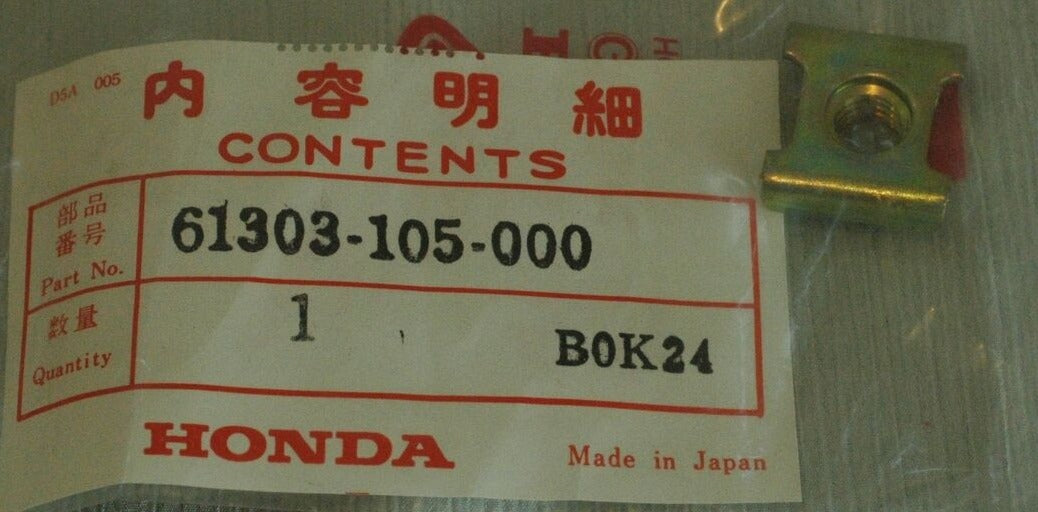 D5A 005
内容明細
CONTENTS
部品
番号
Part No.
61303-105-000
数量
Quantity
1
B0K24
HONDA
Made in Japan